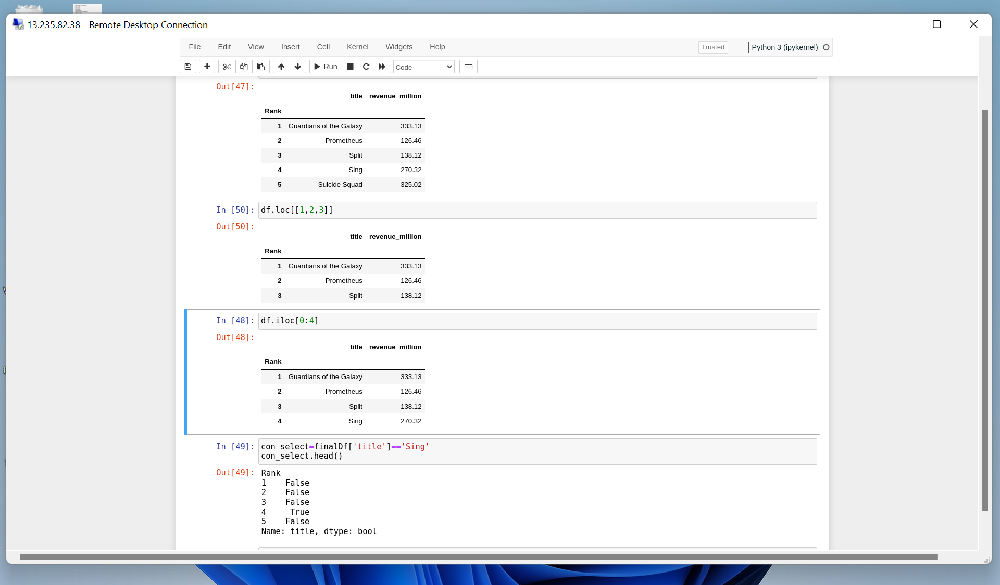 13.235.82.38 - Remote Desktop Connection
File Edit View Insert Cell Kernel Widgets Help Trusted Python 3 (ipykernel)
Run Code
Out[47]:
title revenue_million
Rank
1 Guardians of the Galaxy 333.13
2 Prometheus 126.46
3 Split 138.12
4 Sing 270.32
5 Suicide Squad 325.02
In [50]: df.loc[[1,2,3]]
Out[50]:
title revenue_million
Rank
1 Guardians of the Galaxy 333.13
2 Prometheus 126.46
3 Split 138.12
In [48]: df.iloc[0:4]
Out[48]:
title revenue_million
Rank
1 Guardians of the Galaxy 333.13
2 Prometheus 126.46
3 Split 138.12
4 Sing 270.32
In [49]: con_select=finalDf['title']=='Sing'
con_select.head()
Out[49]: Rank
1 False
2 False
3 False
4 True
5 False
Name: title, dtype: bool